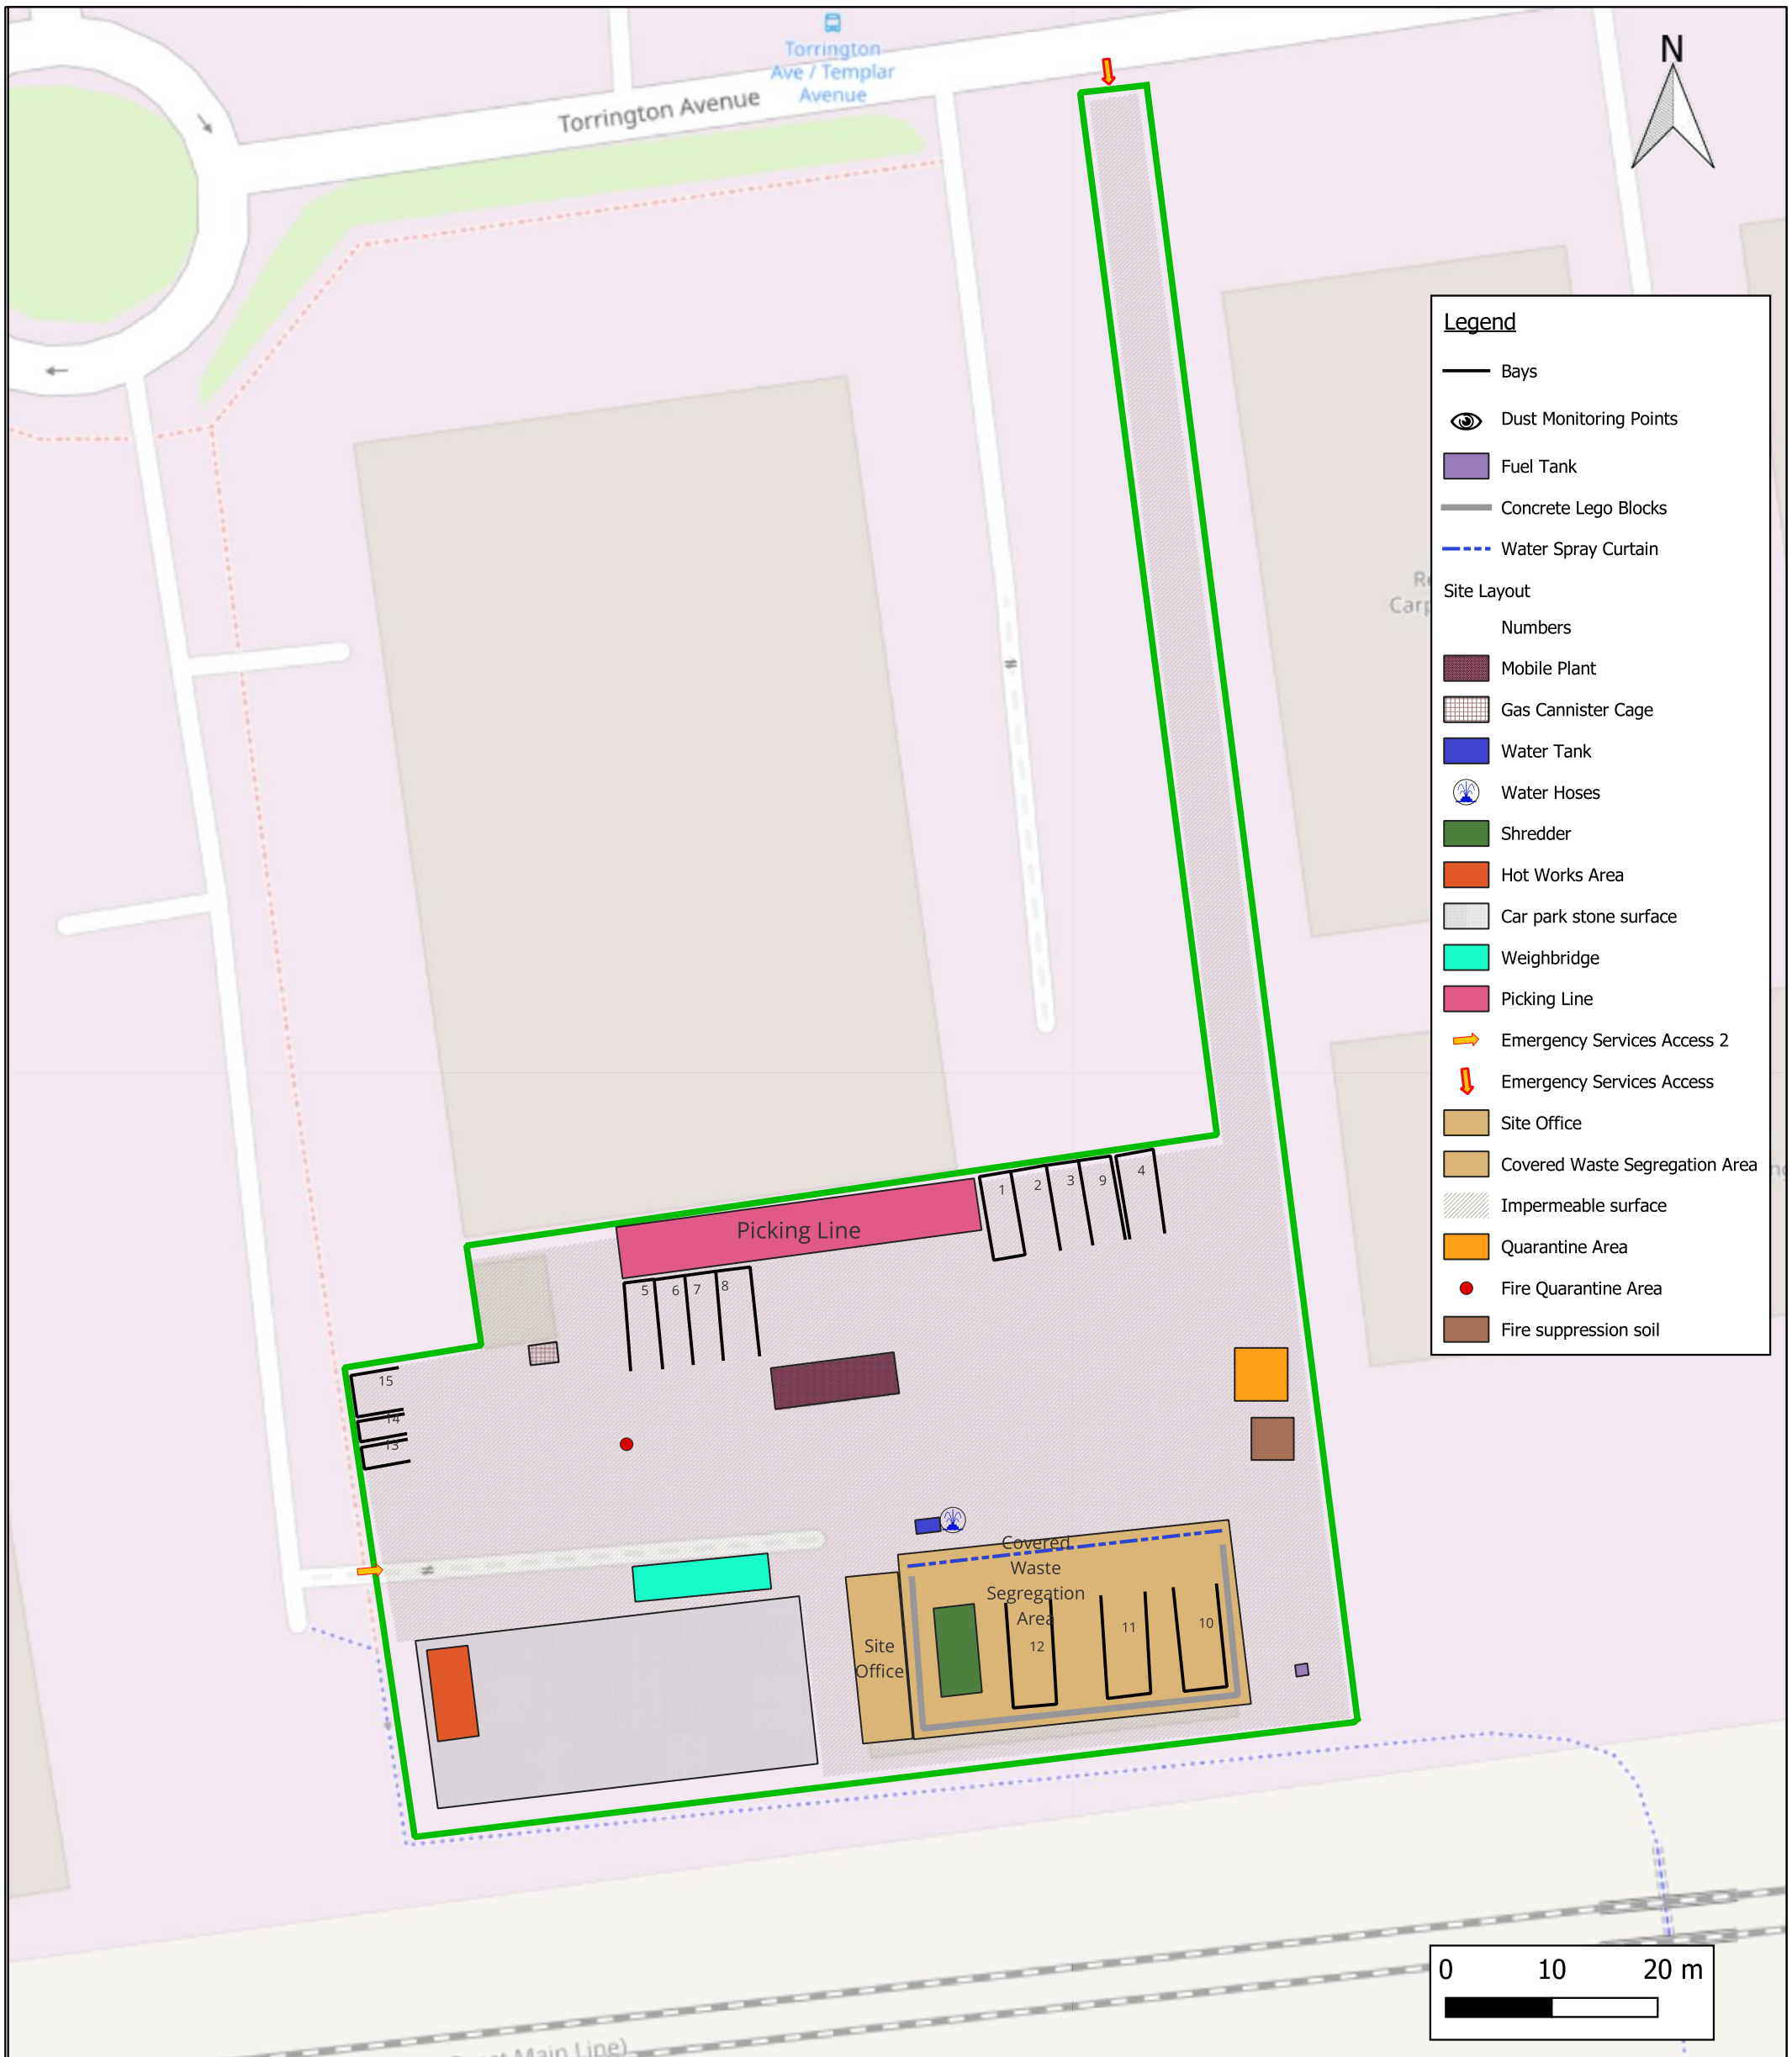 Torrington
Ave / Templar
Avenue
Torrington Avenue
N
Legend
Bays
Dust Monitoring Points
Fuel Tank
Concrete Lego Blocks
Water Spray Curtain
Site Layout
Numbers
Mobile Plant
Gas Cannister Cage
Water Tank
Water Hoses
Shredder
Hot Works Area
Car park stone surface
Weighbridge
Picking Line
Emergency Services Access 2
Emergency Services Access
Site Office
Covered Waste Segregation Area
Impermeable surface
Quarantine Area
Fire Quarantine Area
Fire suppression soil
1
2
3
9
4
Picking Line
5
6
7
8
15
14
13
Covered
Waste
Segregation
Area
12
11
10
Site
Office
0 10 20 m
Main Line)